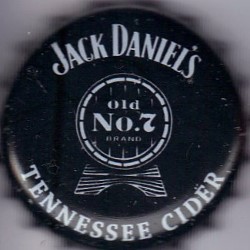 JACK DANIEL'S
Old
No.7
BRAND
TENNESSEE CIDER